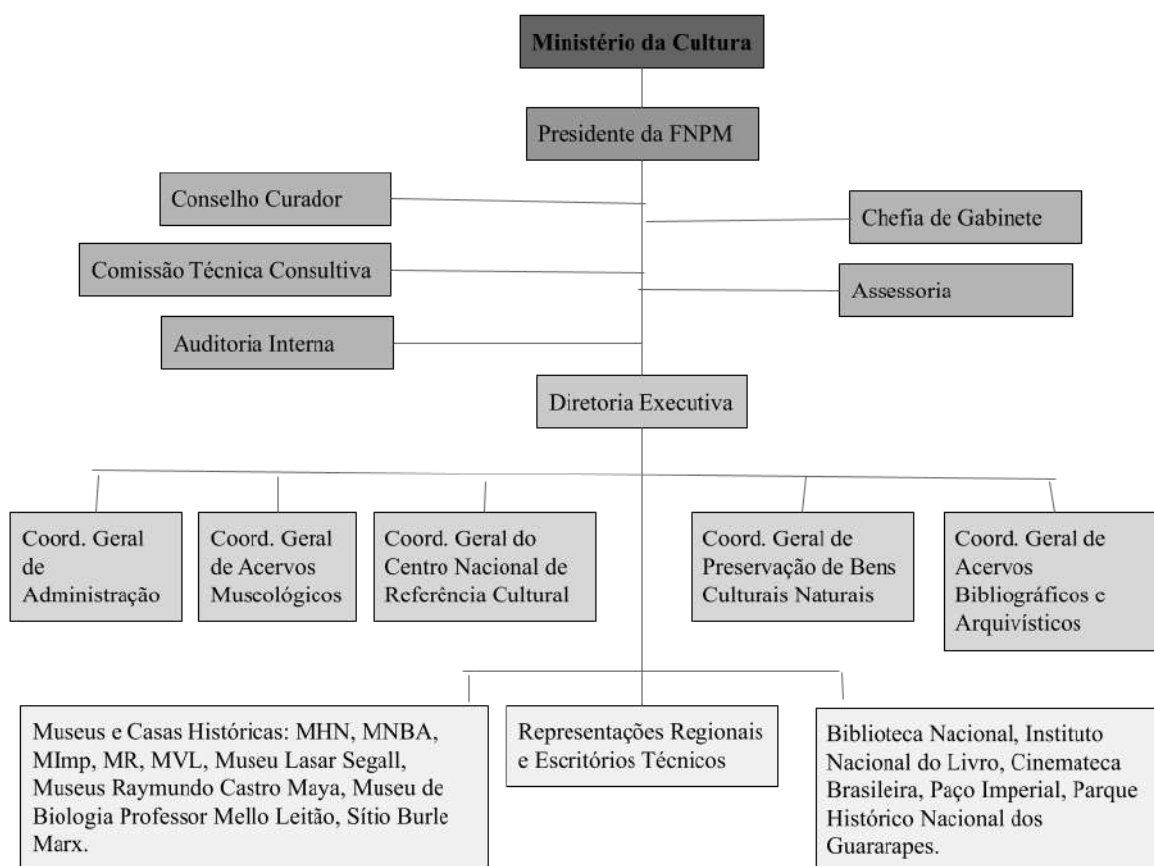 Ministério da Cultura
Presidente da FNPM
Conselho Curador
Chefia de Gabinete
Comissão Técnica Consultiva
Assessoria
Auditoria Interna
Diretoria Executiva
Coord. Geral
de
Administração
Coord. Geral
de Acervos
Muscológicos
Coord. Geral do
Centro Nacional de
Referência Cultural
Coord. Geral de
Preservação de Bens
Culturais Naturais
Coord. Geral de
Acervos
Bibliográficos e
Arquivísticos
Museus e Casas Históricas: MHN, MNBA,
MImp, MR, MVL, Museu Lasar Segall,
Museus Raymundo Castro Maya, Museu de
Biologia Professor Mello Leitão, Sítio Burle
Marx.
Representações Regionais
e Escritórios Técnicos
Biblioteca Nacional, Instituto
Nacional do Livro, Cinemateca
Brasileira, Paço Imperial, Parque
Histórico Nacional dos
Guararapes.